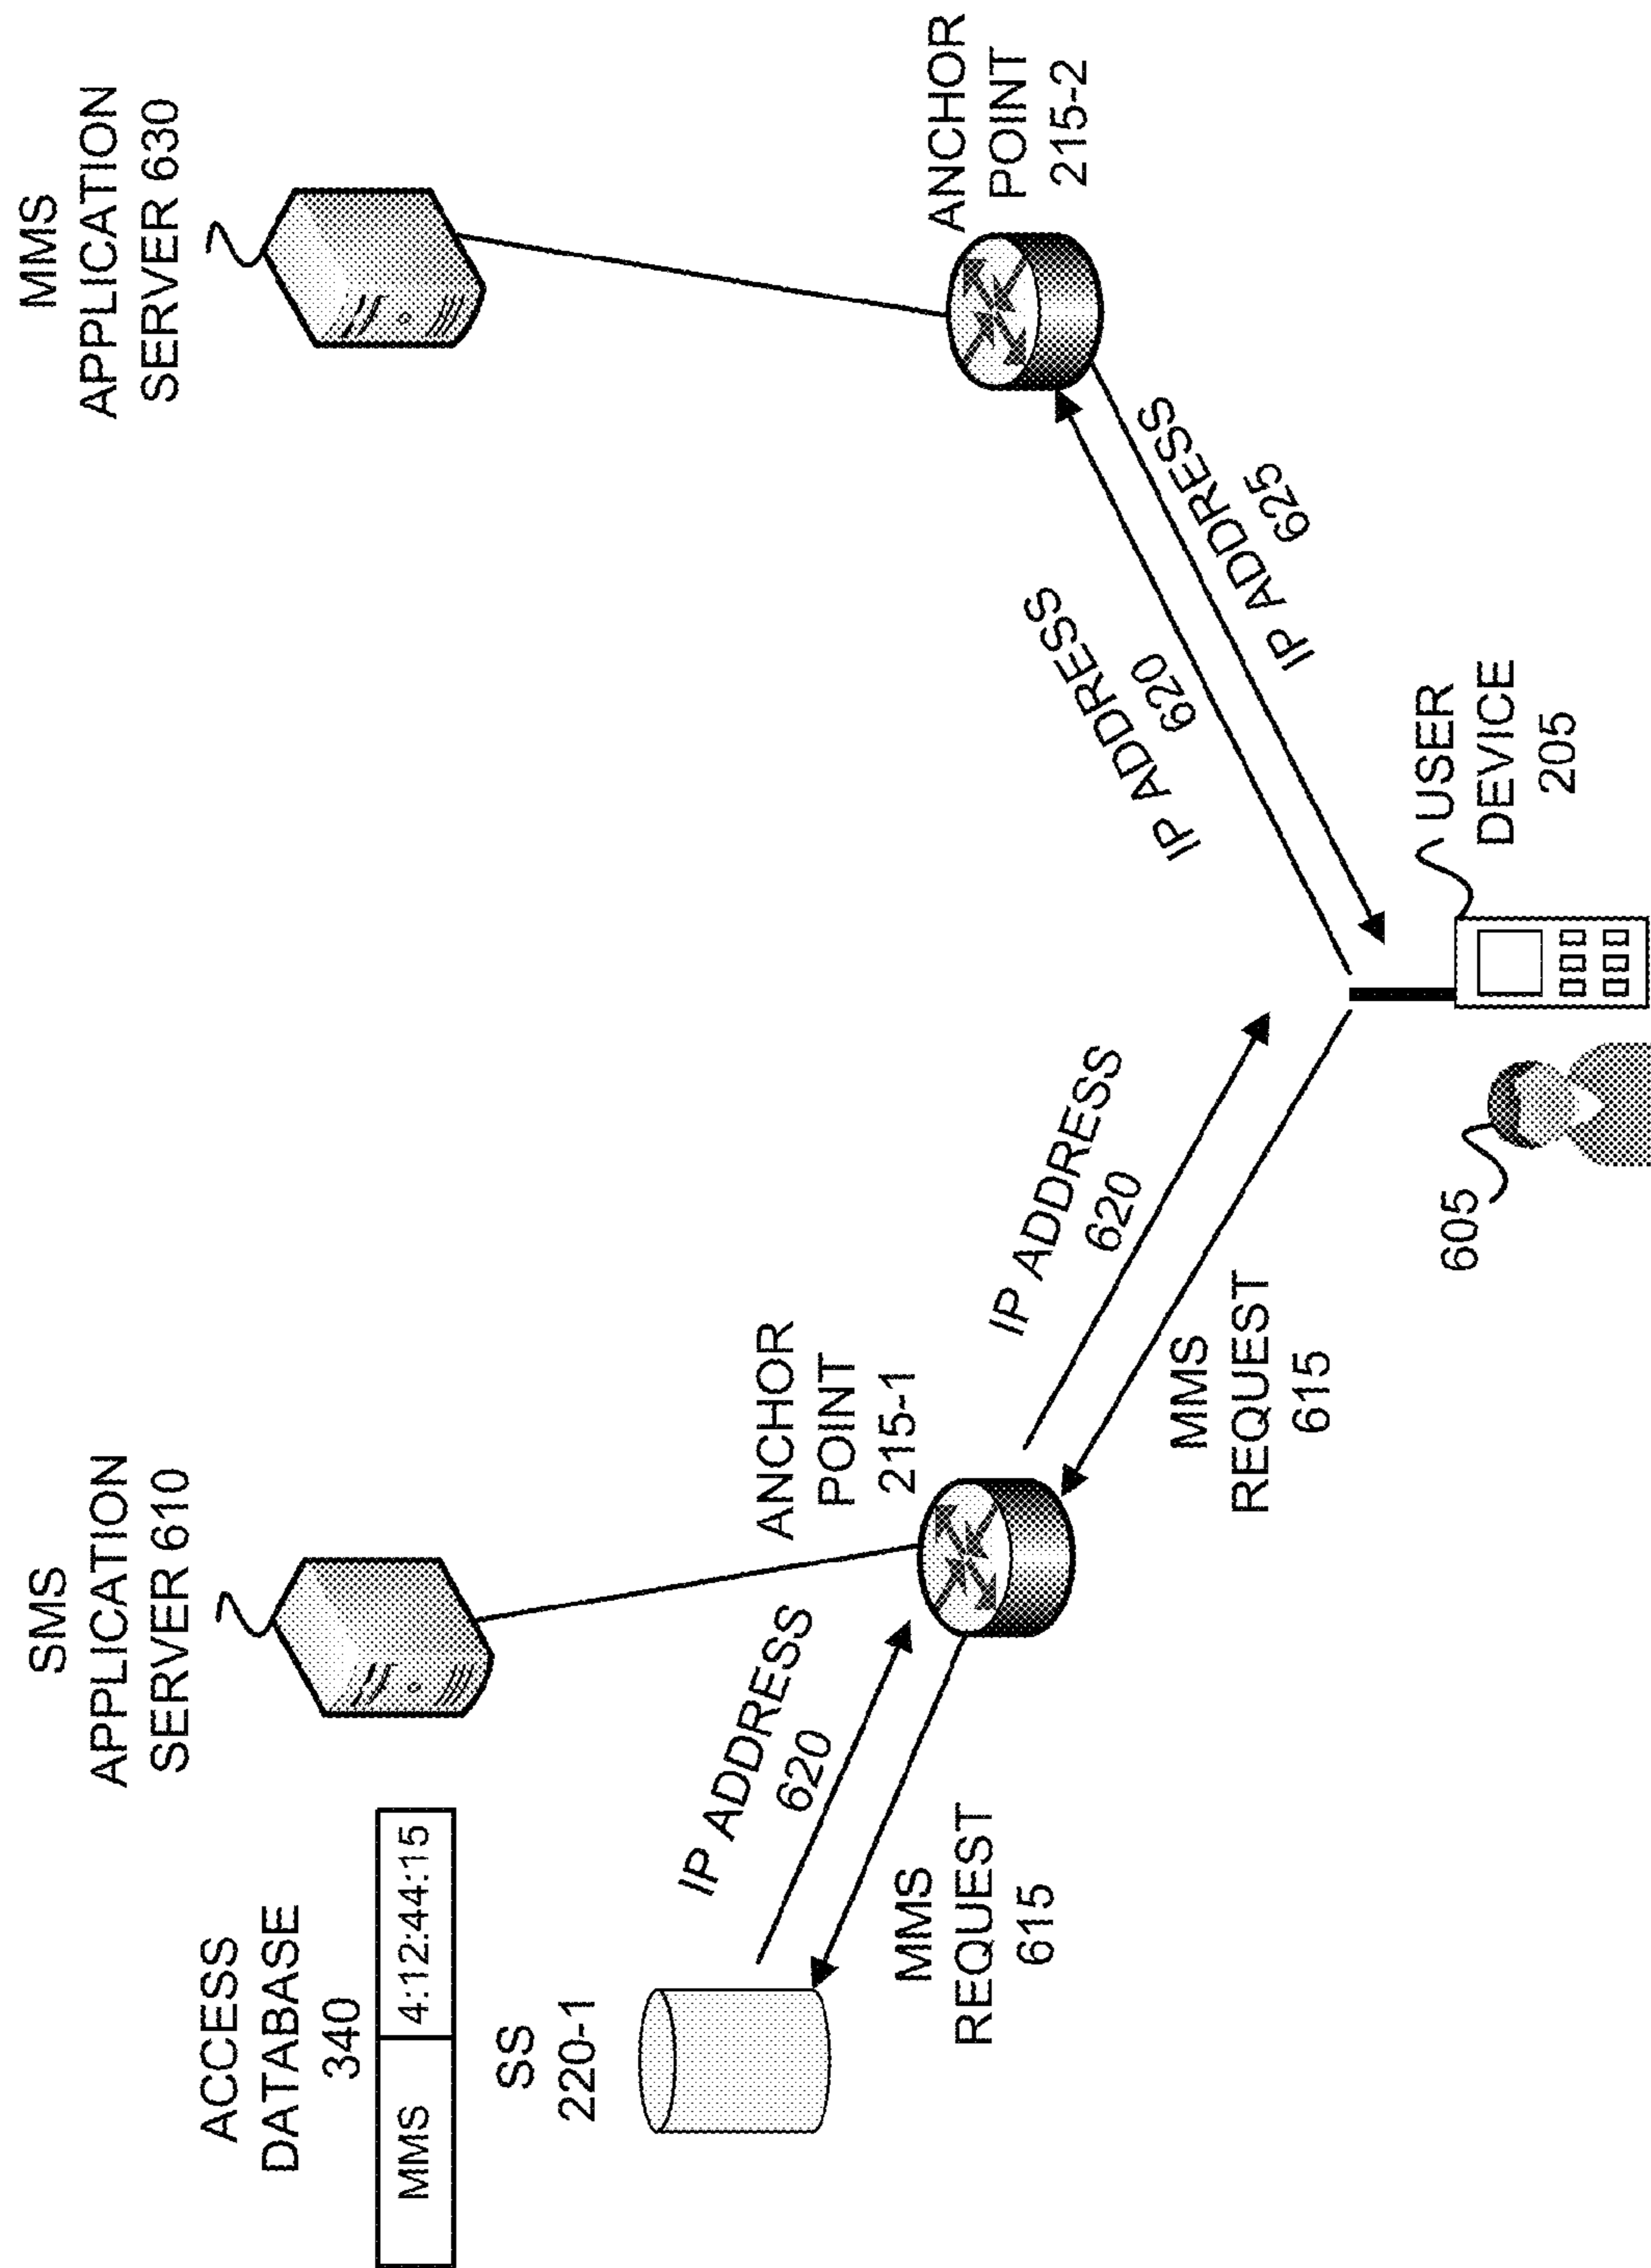 ACCESS
DATABASE
340
MMS
4:12:44:15
SS
220-1
SMS
APPLICATION
SERVER 610
MMS
APPLICATION
SERVER 630
IP ADDRESS
620
MMS
REQUEST
615
ANCHOR
POINT
215-1
IP ADDRESS
620
MMS
REQUEST
615
605
USER
DEVICE
205
IP ADDRESS
620
IP ADDRESS
625
ANCHOR
POINT
215-2